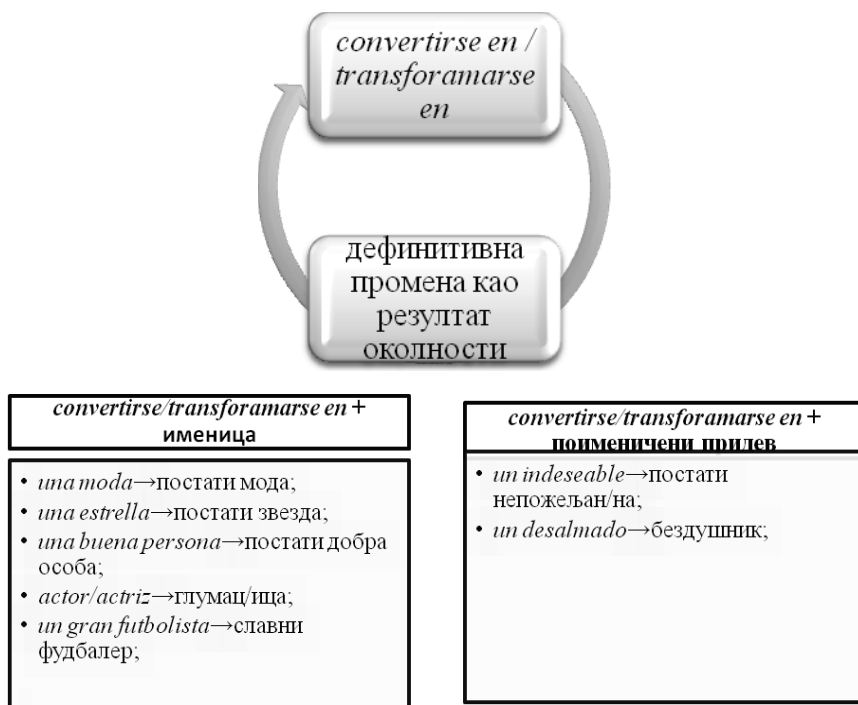 convertirse en /
transforamarse
en
дефинитивна
промена као
резултат
околности
convertirse/transforamarse en +
именица
• una moda→постати мода;
• una estrella→постати звезда;
• una buena persona→постати добра
особа;
• actor/actriz→глумац/ица;
• un gran futbolista→славни
фудбалер;
convertirse/transforamarse en +
поименичени придев
• un indeseable→постати
непожељан/на;
• un desalmado→бездушник;